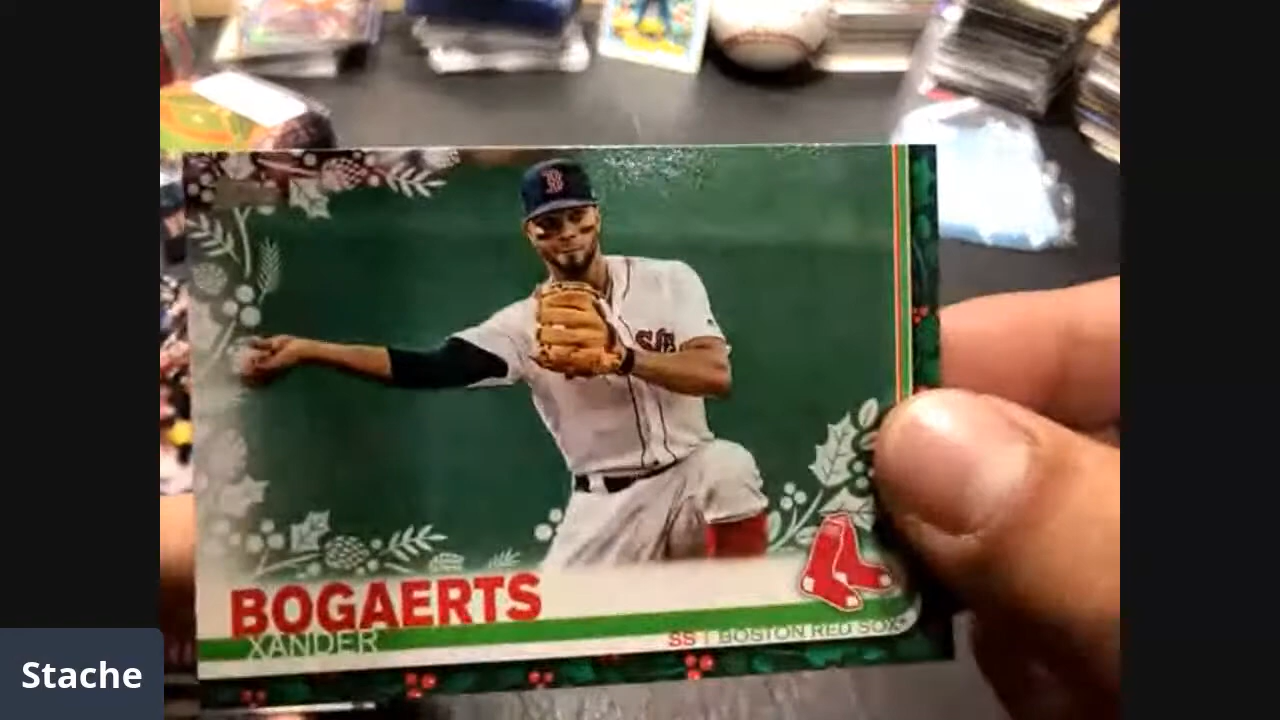 B
BOGAERTS
XANDER
SS | BOSTON RED SOX
Stache